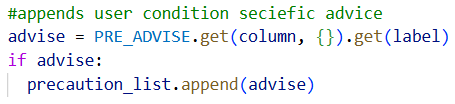 #appends user condition seciefic advice
advise = PRE_ADVISE.get(column, {}).get(label)
if advise:
  precaution_list.append(advise)